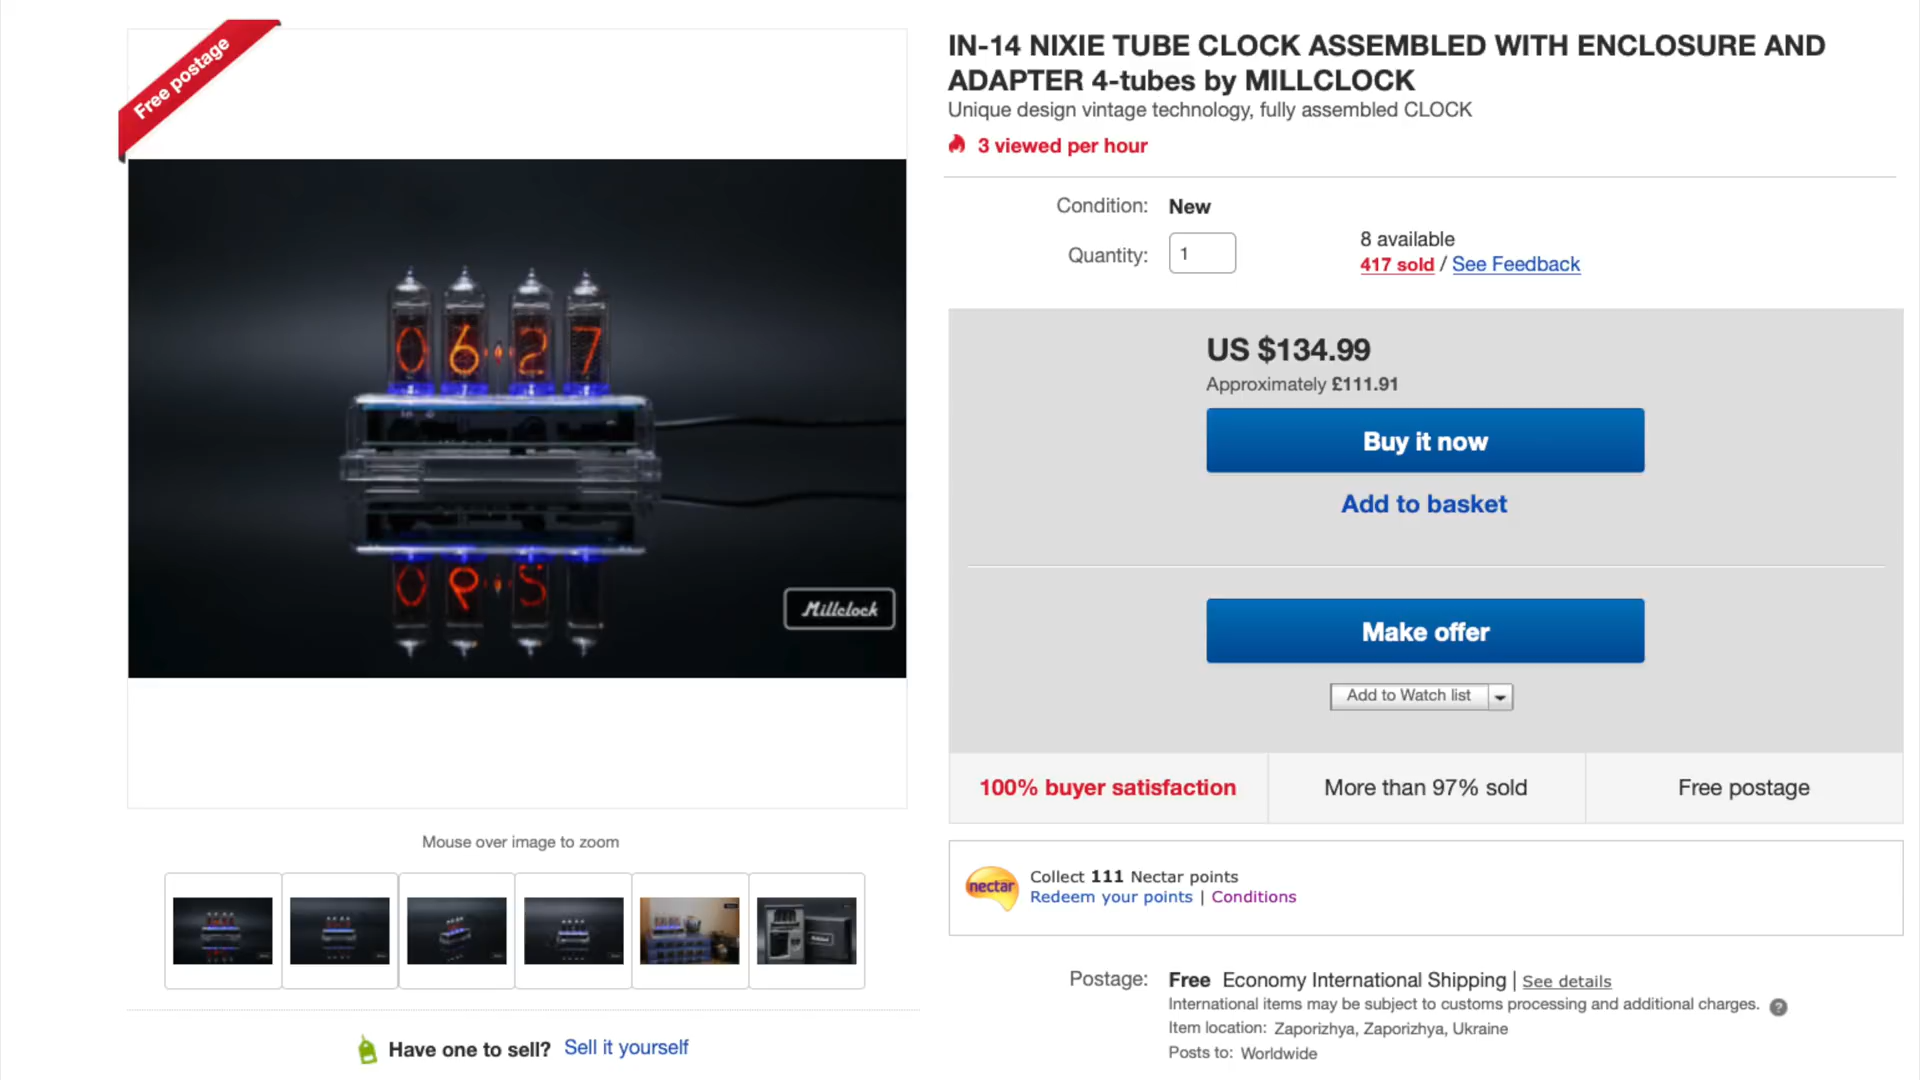 Free postage
IN-14 NIXIE TUBE CLOCK ASSEMBLED WITH ENCLOSURE AND
ADAPTER 4-tubes by MILLCLOCK
Unique design vintage technology, fully assembled CLOCK
3 viewed per hour
Condition: New
Quantity: 1
8 available
417 sold / See Feedback
06:27
Millclock
US $134.99
Approximately £111.91
Buy it now
Add to basket
Make offer
Add to Watch list
100% buyer satisfaction
More than 97% sold
Free postage
Mouse over image to zoom
nectar
Collect 111 Nectar points
Redeem your points | Conditions
Postage: Free Economy International Shipping | See details
International items may be subject to customs processing and additional charges. ?
Item location: Zaporizhya, Zaporizhya, Ukraine
Posts to: Worldwide
Have one to sell? Sell it yourself